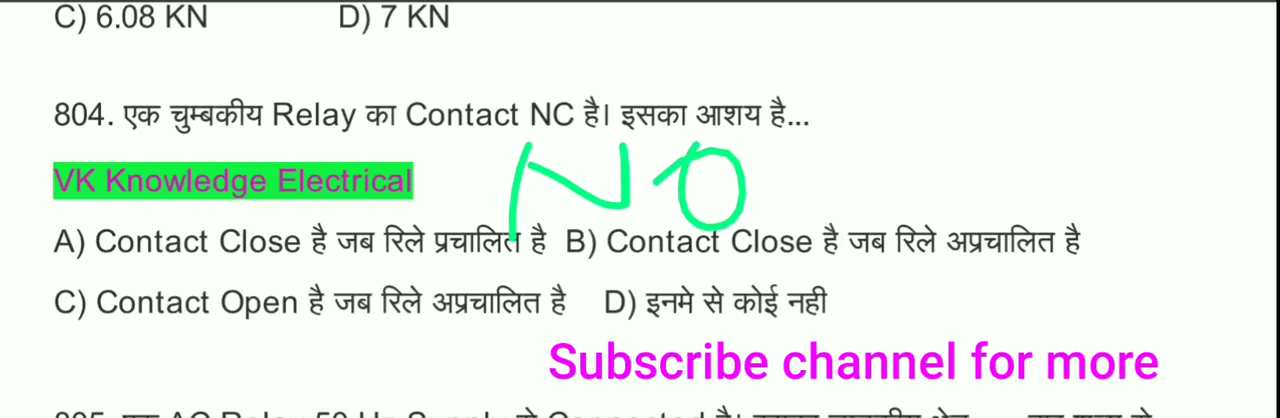 C) 6.08 KN D) 7 KN
804. एक चुम्बकीय Relay का Contact NC है। इसका आशय है...
VK Knowledge Electrical
NO
A) Contact Close है जब रिले प्रचालित है B) Contact Close है जब रिले अप्रचालित है
C) Contact Open है जब रिले अप्रचालित है D) इनमे से कोई नही
Subscribe channel for more